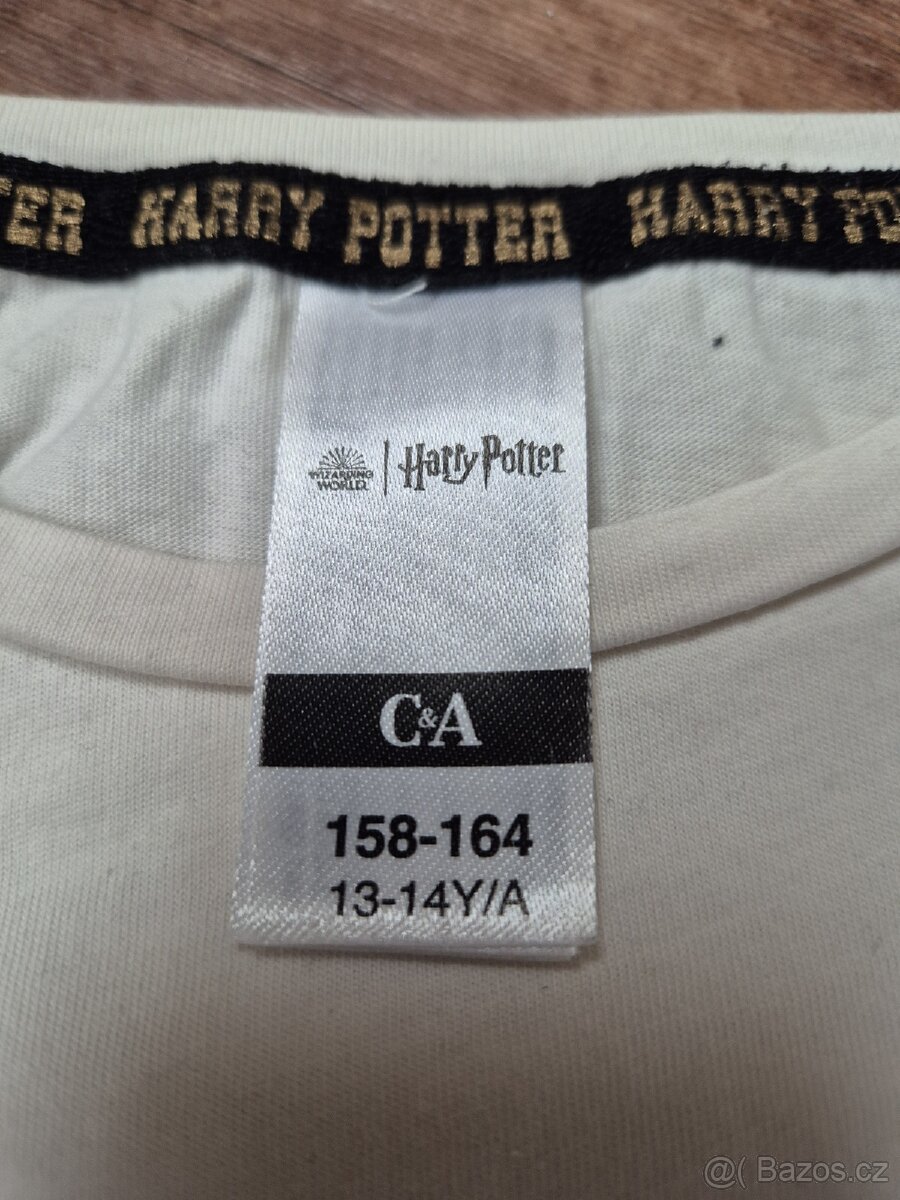 TER HARRY POTTER HARRY PO
WIZARDING
WORLD
Harry Potter
C&A
158-164
13-14Y/A
@( Bazos.cz